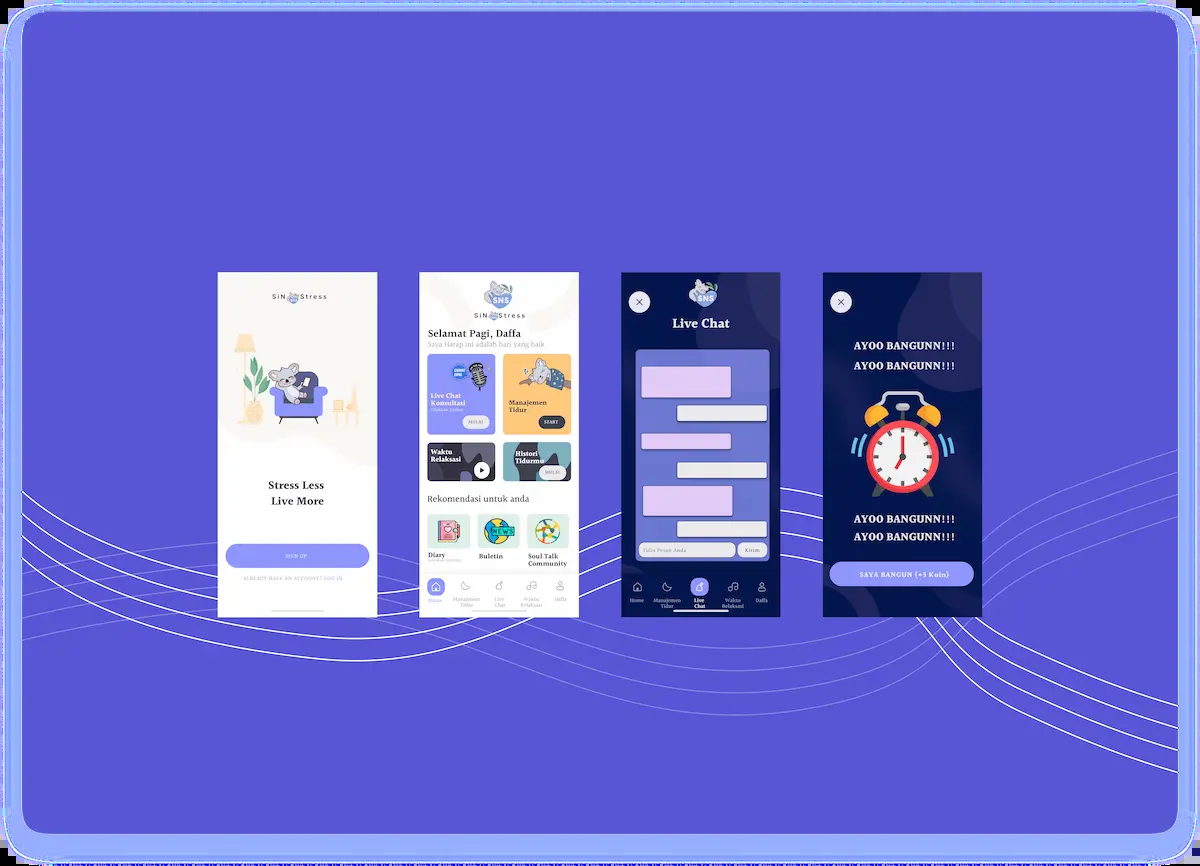 SiN Stress
Stress Less
Live More
SIGN UP
ALREADY HAVE AN ACCOUNT? LOG IN
SNS
SiN Stress
Selamat Pagi, Daffa
Saya Harap ini adalah hari yang baik
Live Chat
Konsultasi
MULAI
Manajemen
Tidur
START
Waktu
Relaksasi
Histori
Tidurmu
MULAI
Rekomendasi untuk anda
NEWS
Diary
Buletin
Soul Talk
Community
Home
Manajemen
Tidur
Live
Chat
Waktu
Relaksasi
Daffa
SNS
Live Chat
Tulis Pesan Anda
Kirim
Home
Manajemen
Tidur
Live
Chat
Waktu
Relaksasi
Daffa
AYOO BANGUNN!!!
AYOO BANGUNN!!!
AYOO BANGUNN!!!
AYOO BANGUNN!!!
SAYA BANGUN (+5 Koin)